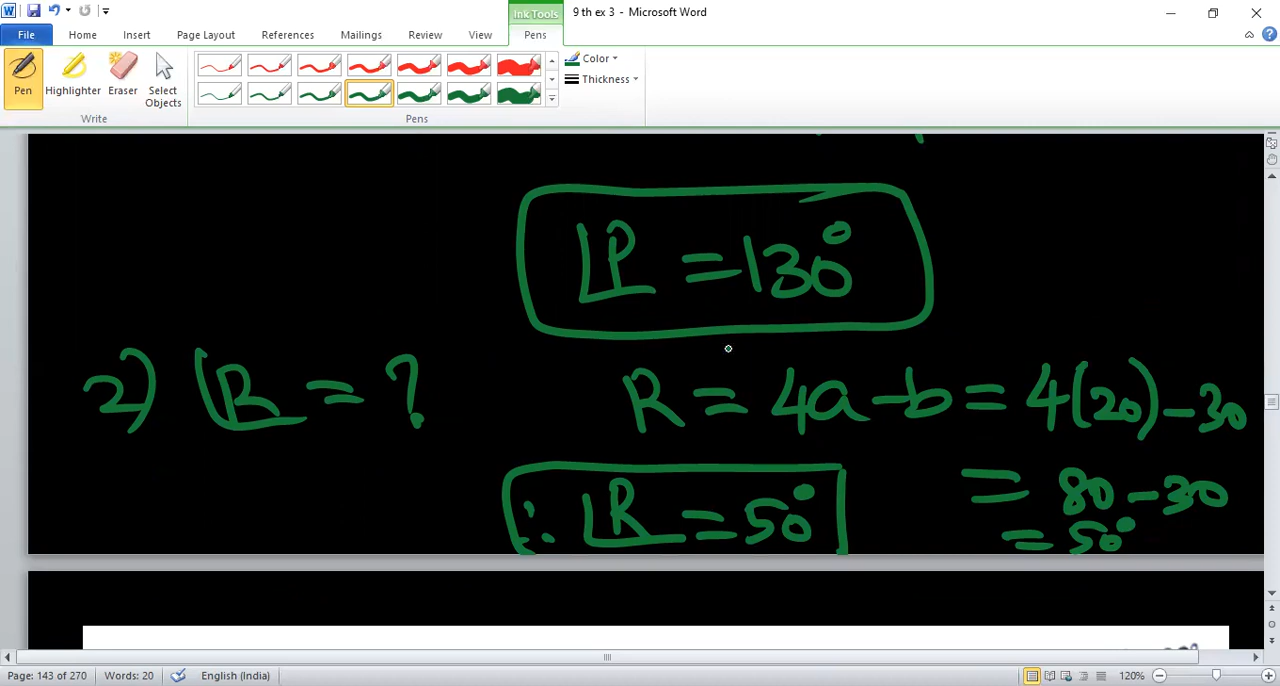 Ink Tools
9 th ex 3 - Microsoft Word
File Home Insert Page Layout References Mailings Review View Pens
Pen Highlighter Eraser Select Objects
Color
Thickness
Write
Pens
∠P = 130°
2) ∠R = ? R = 4a - b = 4(20) - 30
= 80 - 30
∴ ∠R = 50° = 50°
Page: 143 of 270 Words: 20 English (India) 120%